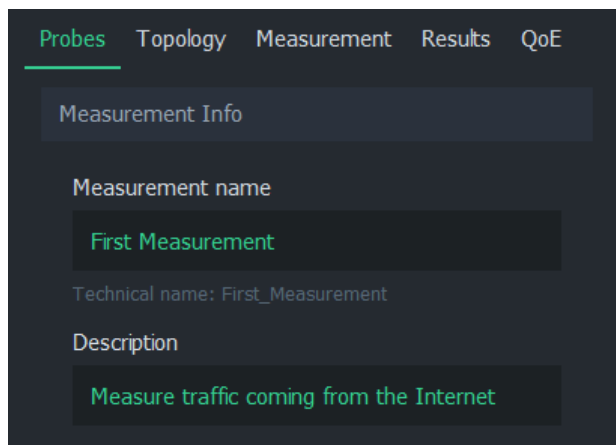 Probes Topology Measurement Results QoE
Measurement Info
Measurement name
First Measurement
Technical name: First_Measurement
Description
Measure traffic coming from the Internet